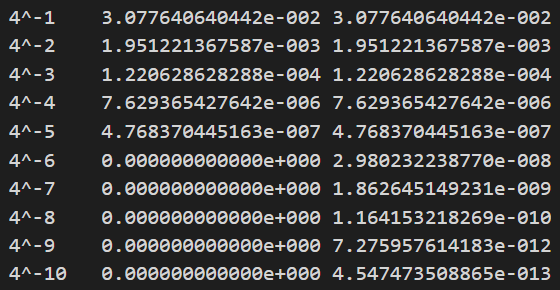 4^-1 3.077640640442e-002 3.077640640442e-002
4^-2 1.951221367587e-003 1.951221367587e-003
4^-3 1.220628628288e-004 1.220628628288e-004
4^-4 7.629365427642e-006 7.629365427642e-006
4^-5 4.768370445163e-007 4.768370445163e-007
4^-6 0.000000000000e+000 2.980232238770e-008
4^-7 0.000000000000e+000 1.862645149231e-009
4^-8 0.000000000000e+000 1.164153218269e-010
4^-9 0.000000000000e+000 7.275957614183e-012
4^-10 0.000000000000e+000 4.547473508865e-013